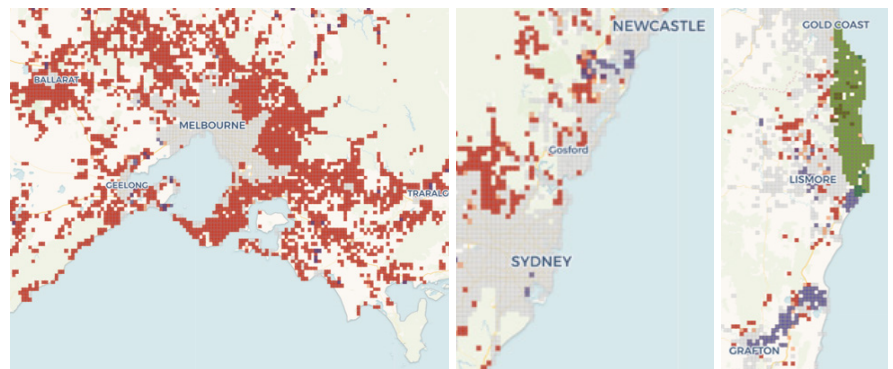 BALLARAT
MELBOURNE
GEELONG
TRARALG
NEWCASTLE
Gosford
SYDNEY
GOLD COAST
LISMORE
GRAFTON